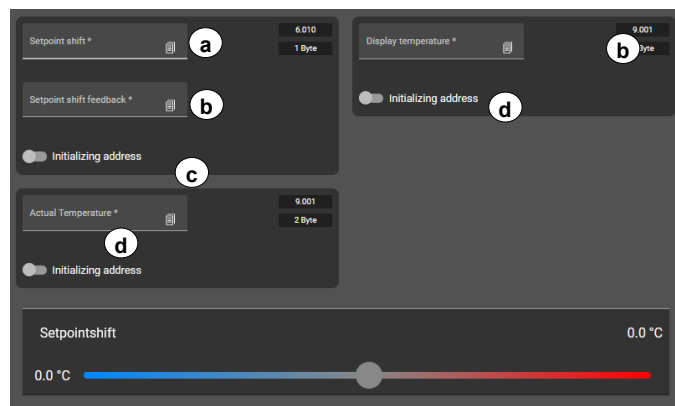 Setpoint shift *
a
6.010
1 Byte
Setpoint shift feedback *
b
Initializing address
c
Display temperature *
9.001
b
Byte
Initializing address
d
Actual Temperature *
9.001
2 Byte
d
Initializing address
Setpointshift
0.0 °C
0.0 °C